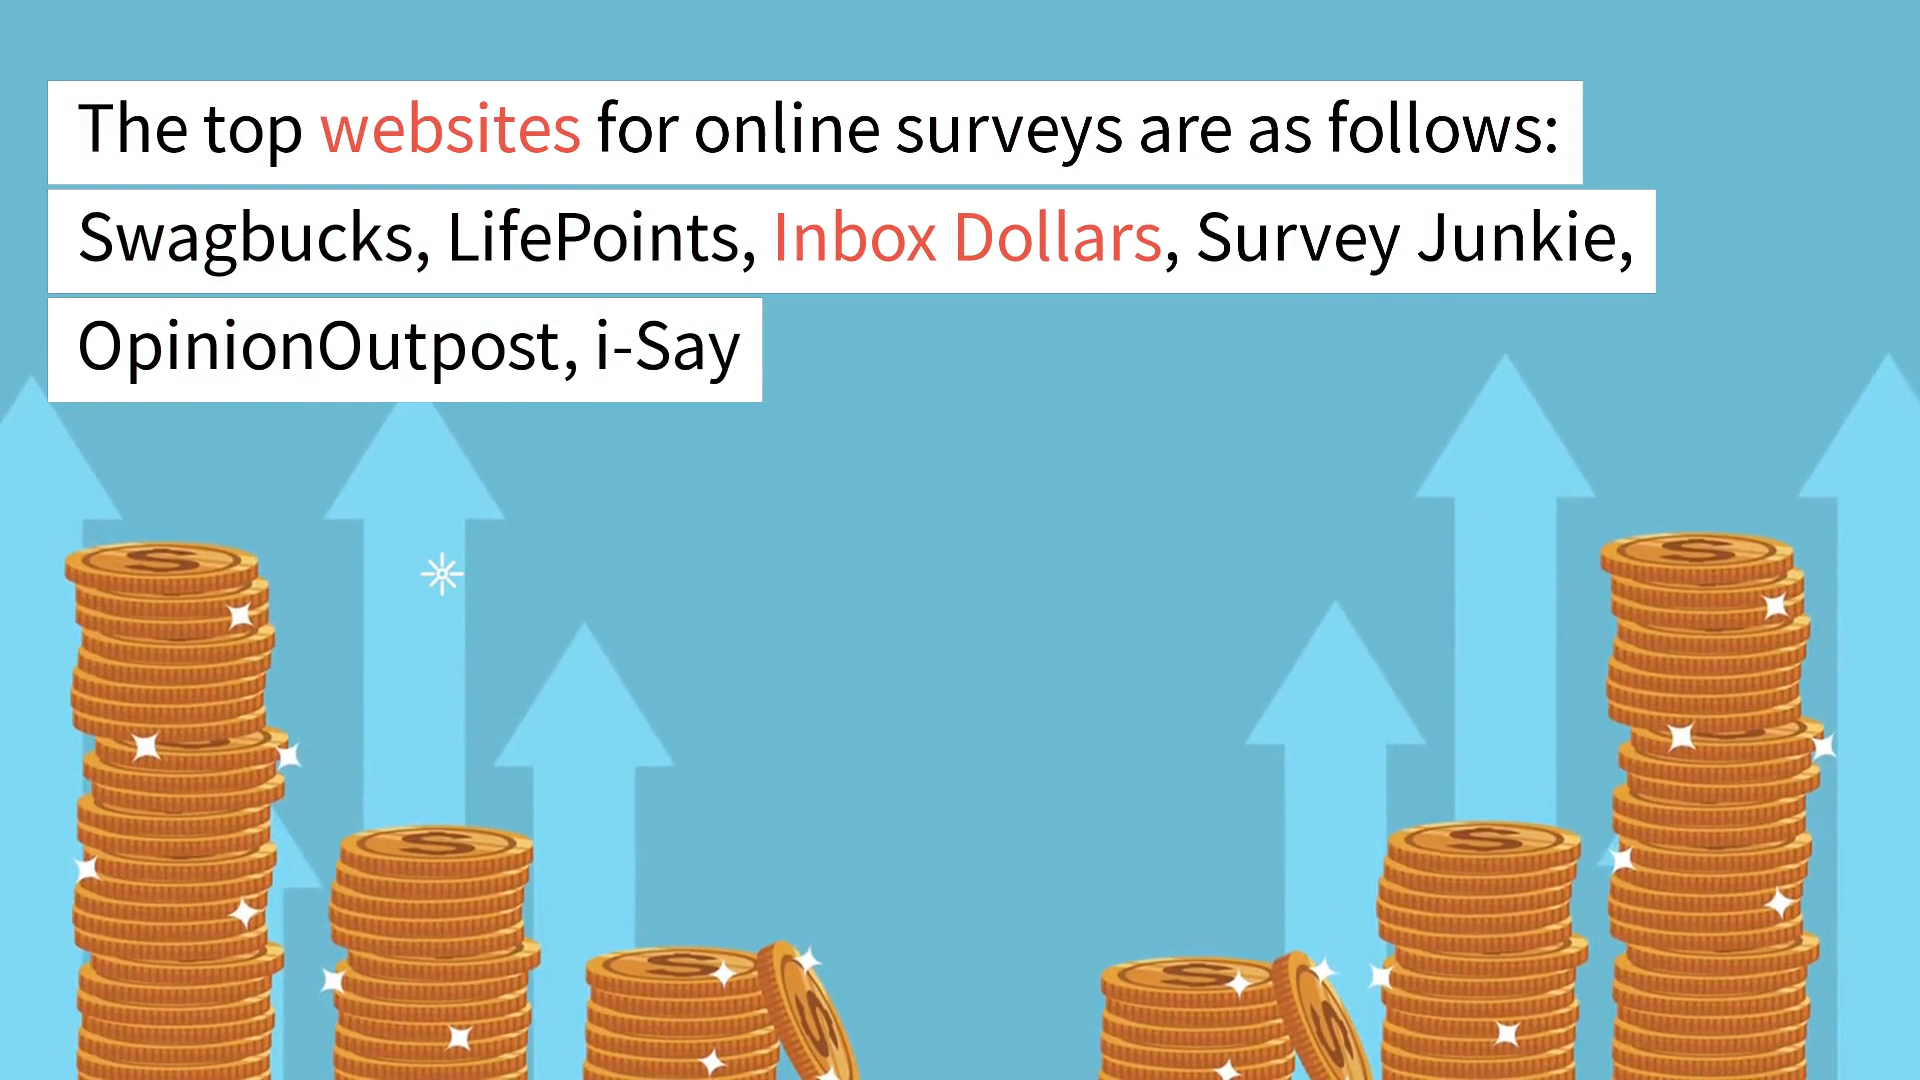 The top websites for online surveys are as follows:
Swagbucks, LifePoints, Inbox Dollars, Survey Junkie,
OpinionOutpost, i-Say